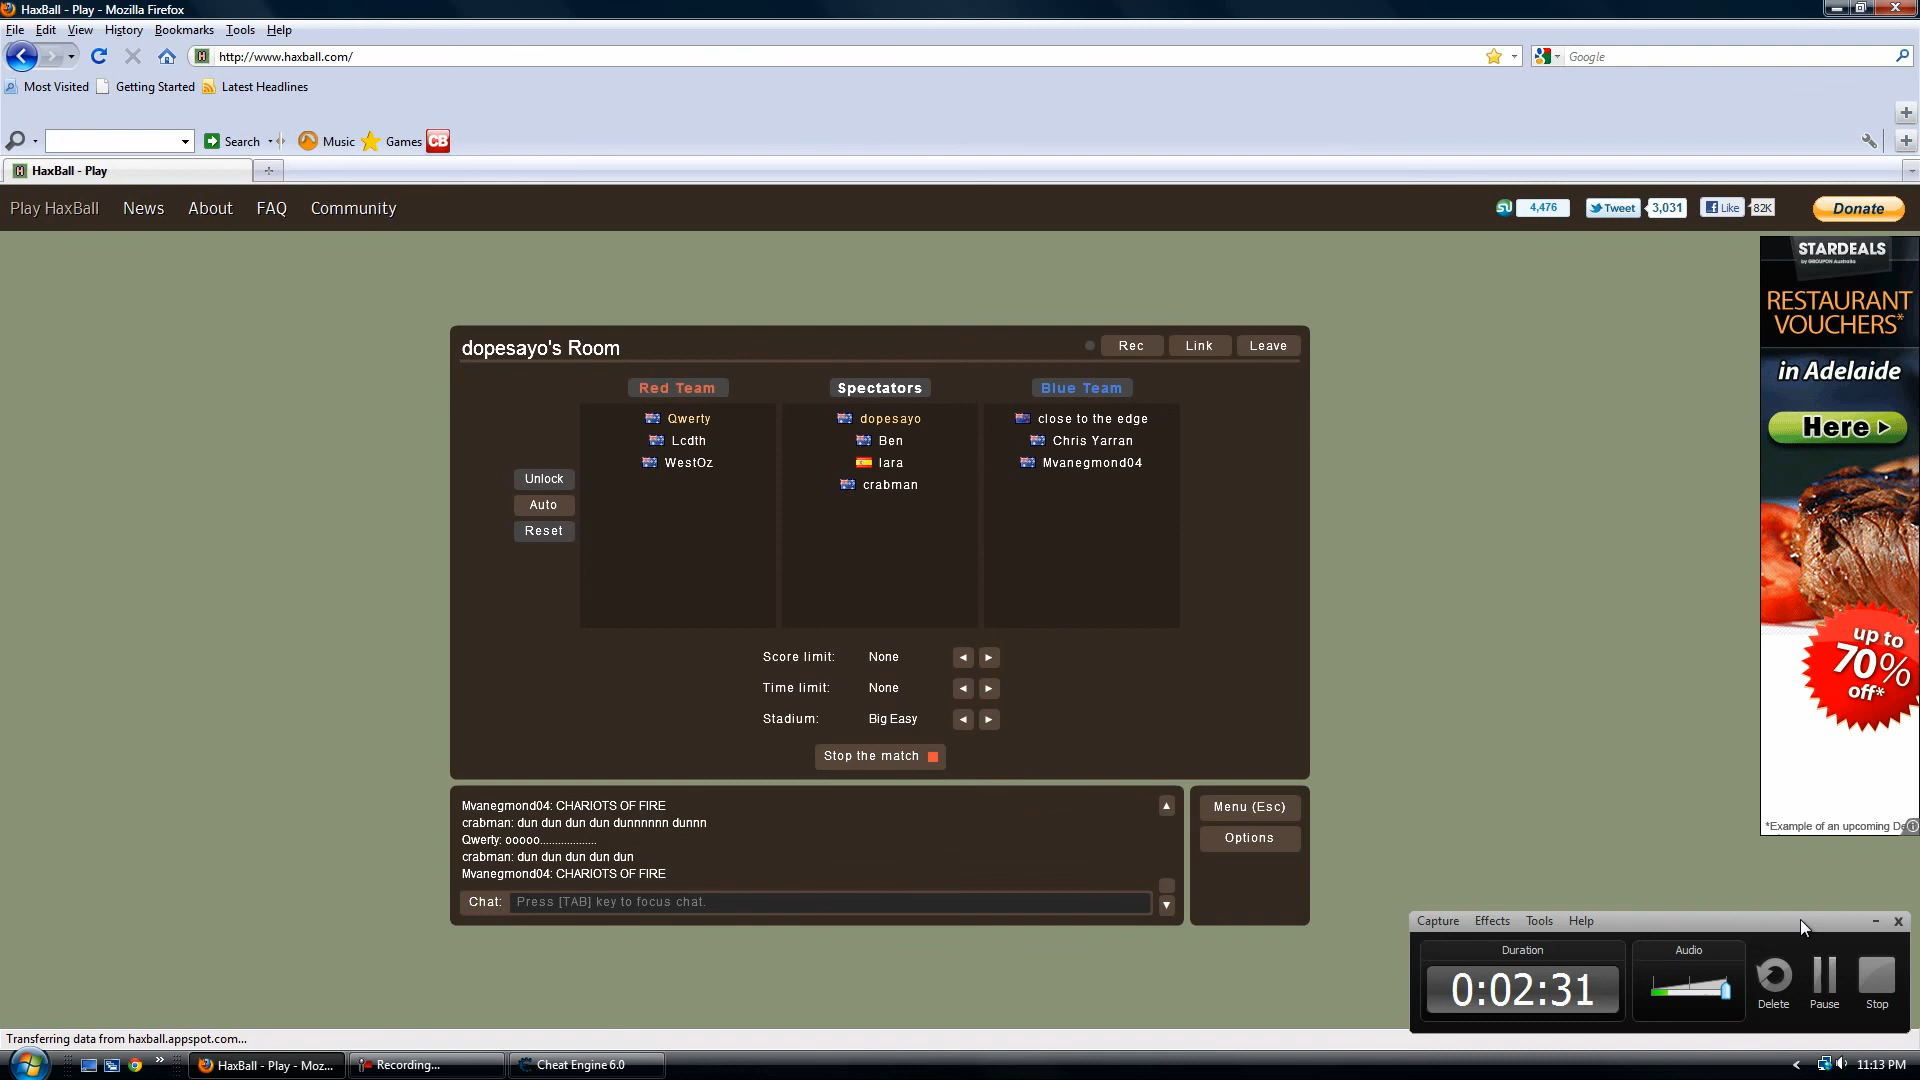 HaxBall - Play - Mozilla Firefox
File Edit View History Bookmarks Tools Help
http://www.haxball.com/
Google
Most Visited Getting Started Latest Headlines
Search Music Games CB
HaxBall - Play
Play HaxBall News About FAQ Community
4,476 Tweet 3,031 Like 82K Donate
STARDEALS
by GROUPON Australia
RESTAURANT
VOUCHERS*
in Adelaide
Here
up to
70%
off*
*Example of an upcoming De
dopesayo's Room
Rec Link Leave
Red Team Spectators Blue Team
Qwerty dopesayo close to the edge
Lcdth Ben Chris Yarran
WestOz lara Mvanegmond04
crabman
Unlock
Auto
Reset
Score limit: None
Time limit: None
Stadium: Big Easy
Stop the match
Mvanegmond04: CHARIOTS OF FIRE
crabman: dun dun dun dun dunnnnnn dunnn
Qwerty: ooooo...................
crabman: dun dun dun dun dun
Mvanegmond04: CHARIOTS OF FIRE
Chat: Press [TAB] key to focus chat.
Menu (Esc)
Options
Capture Effects Tools Help
Duration Audio
0:02:31
Delete Pause Stop
Transferring data from haxball.appspot.com...
HaxBall - Play - Moz... Recording... Cheat Engine 6.0 11:13 PM